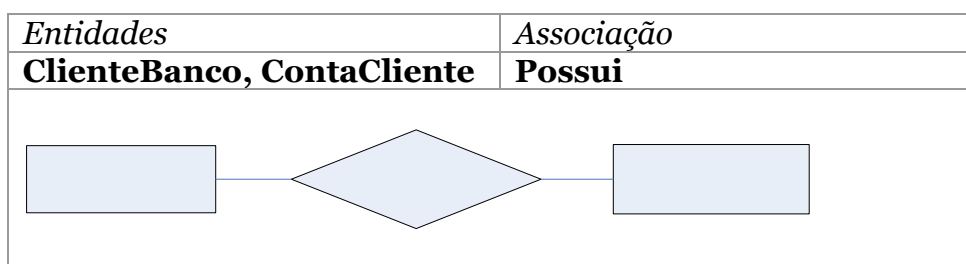 Entidades Associação
ClienteBanco, ContaCliente Possui